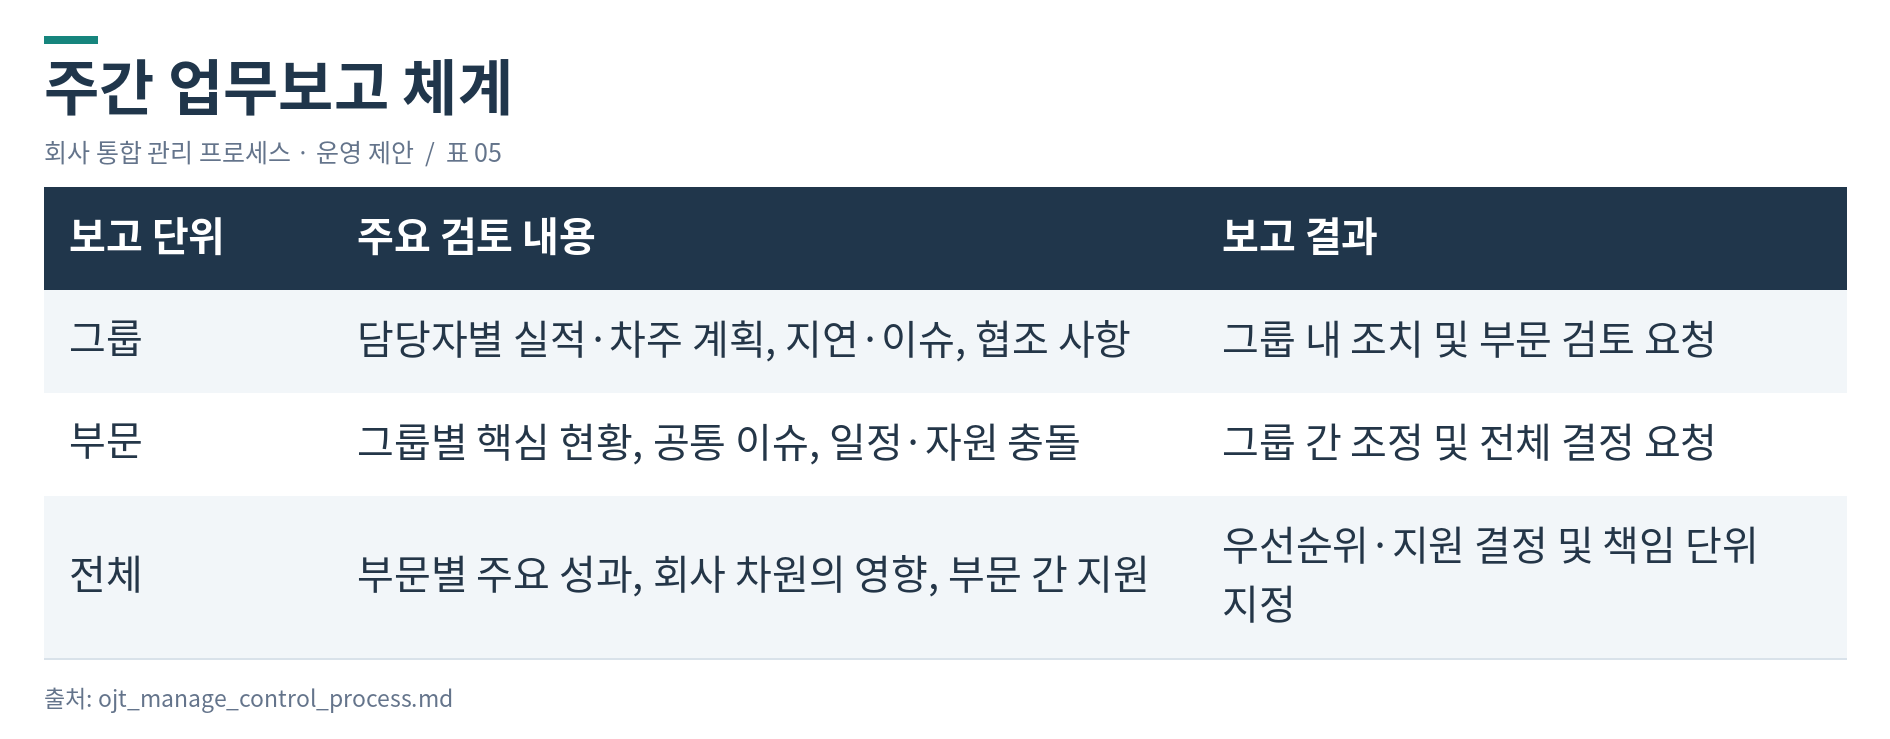 주간 업무보고 체계
회사 통합 관리 프로세스 · 운영 제안 / 표 05
보고 단위 주요 검토 내용 보고 결과
그룹 담당자별 실적·차주 계획, 지연·이슈, 협조 사항 그룹 내 조치 및 부문 검토 요청
부문 그룹별 핵심 현황, 공통 이슈, 일정·자원 충돌 그룹 간 조정 및 전체 결정 요청
전체 부문별 주요 성과, 회사 차원의 영향, 부문 간 지원 우선순위·지원 결정 및 책임 단위
지정
출처: ojt_manage_control_process.md